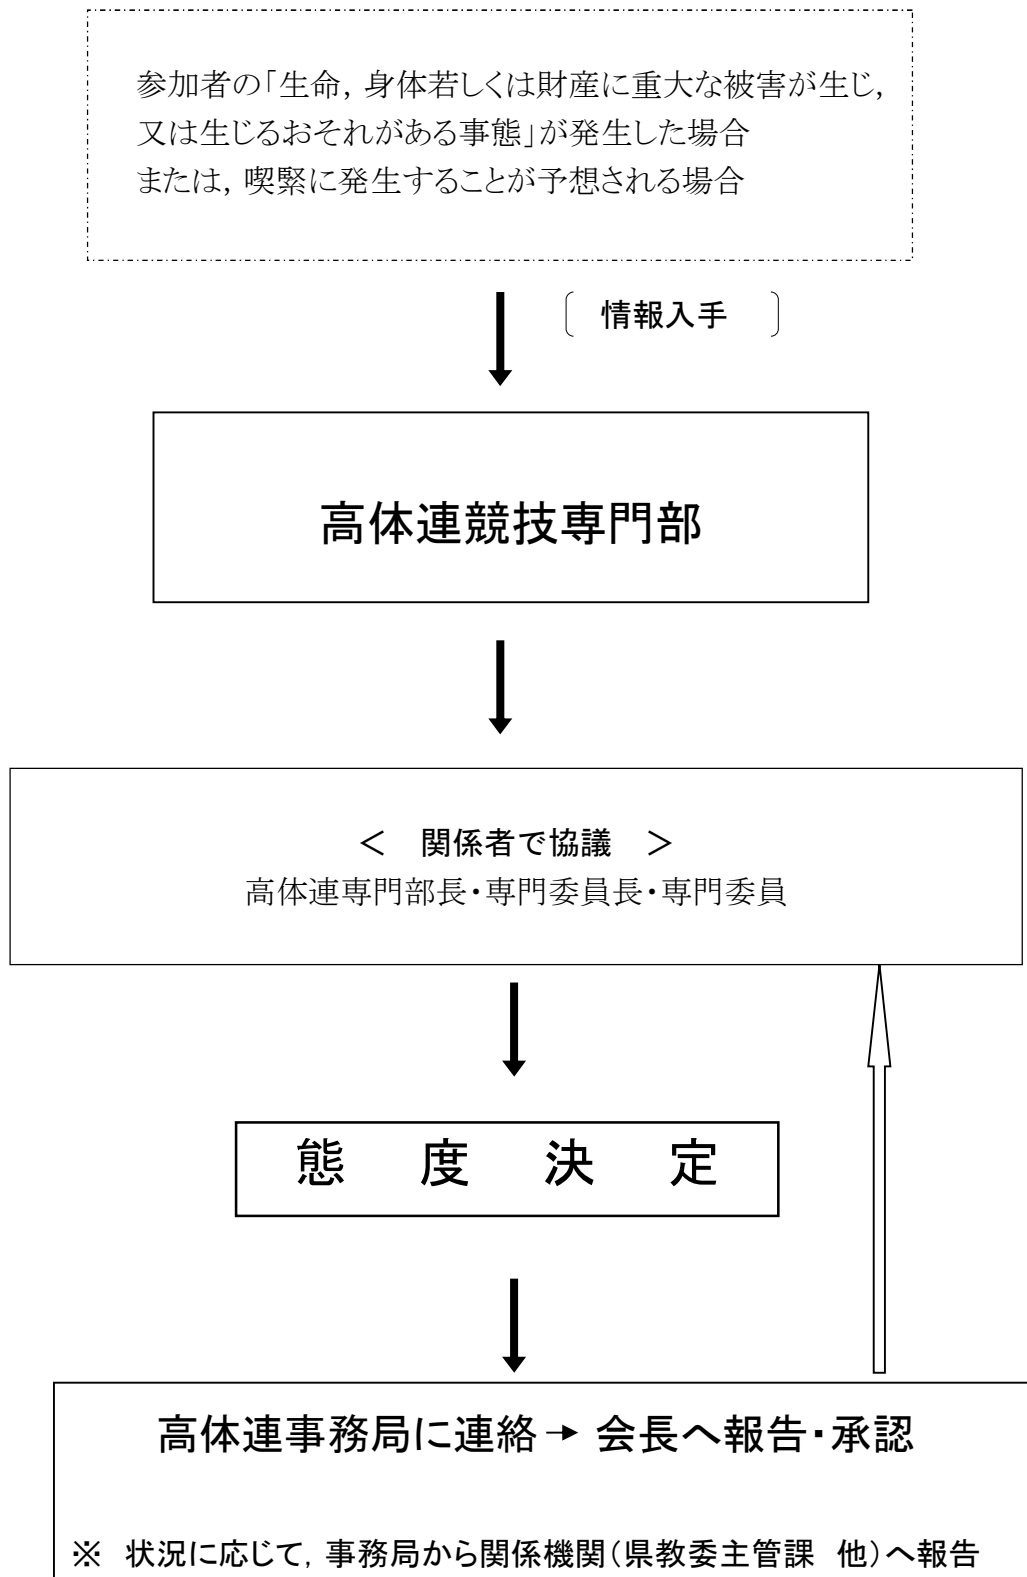 参加者の「生命，身体若しくは財産に重大な被害が生じ，
又は生じるおそれがある事態」が発生した場合
または，喫緊に発生することが予想される場合
〔　情報入手　〕
高体連競技専門部
＜　関係者で協議　＞
高体連専門部長・専門委員長・専門委員
態　度　決　定
高体連事務局に連絡→ 会長へ報告・承認
※　状況に応じて，事務局から関係機関（県教委主管課　他）へ報告